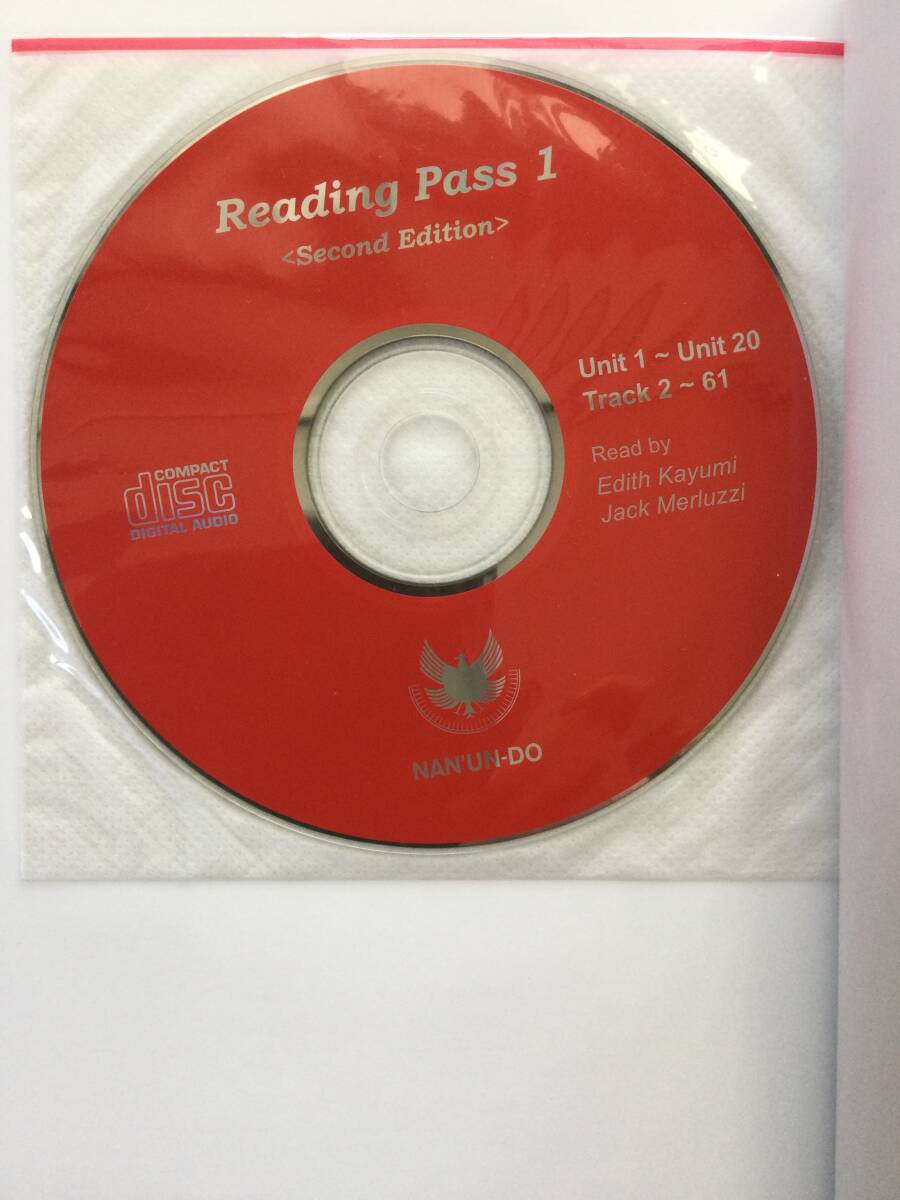 Reading Pass 1
<Second Edition>
Unit 1 ~ Unit 20
Track 2 ~ 61
Read by
Edith Kayumi
Jack Merluzzi
COMPACT
disc
DIGITAL AUDIO
NAN'UN-DO